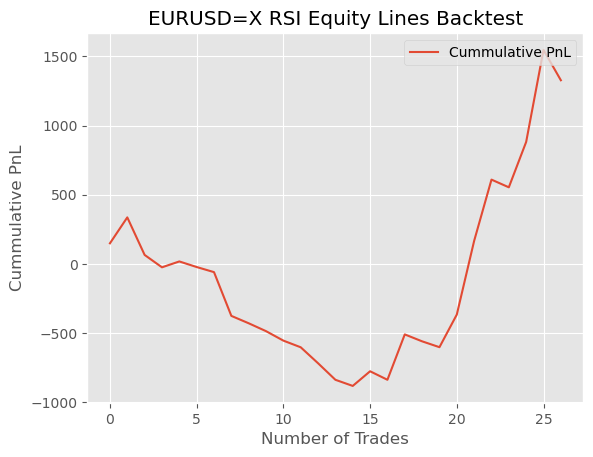 EURUSD=X RSI Equity Lines Backtest
Cummulative PnL
1500
1000
500
0
−500
−1000
Cummulative PnL
0 5 10 15 20 25
Number of Trades